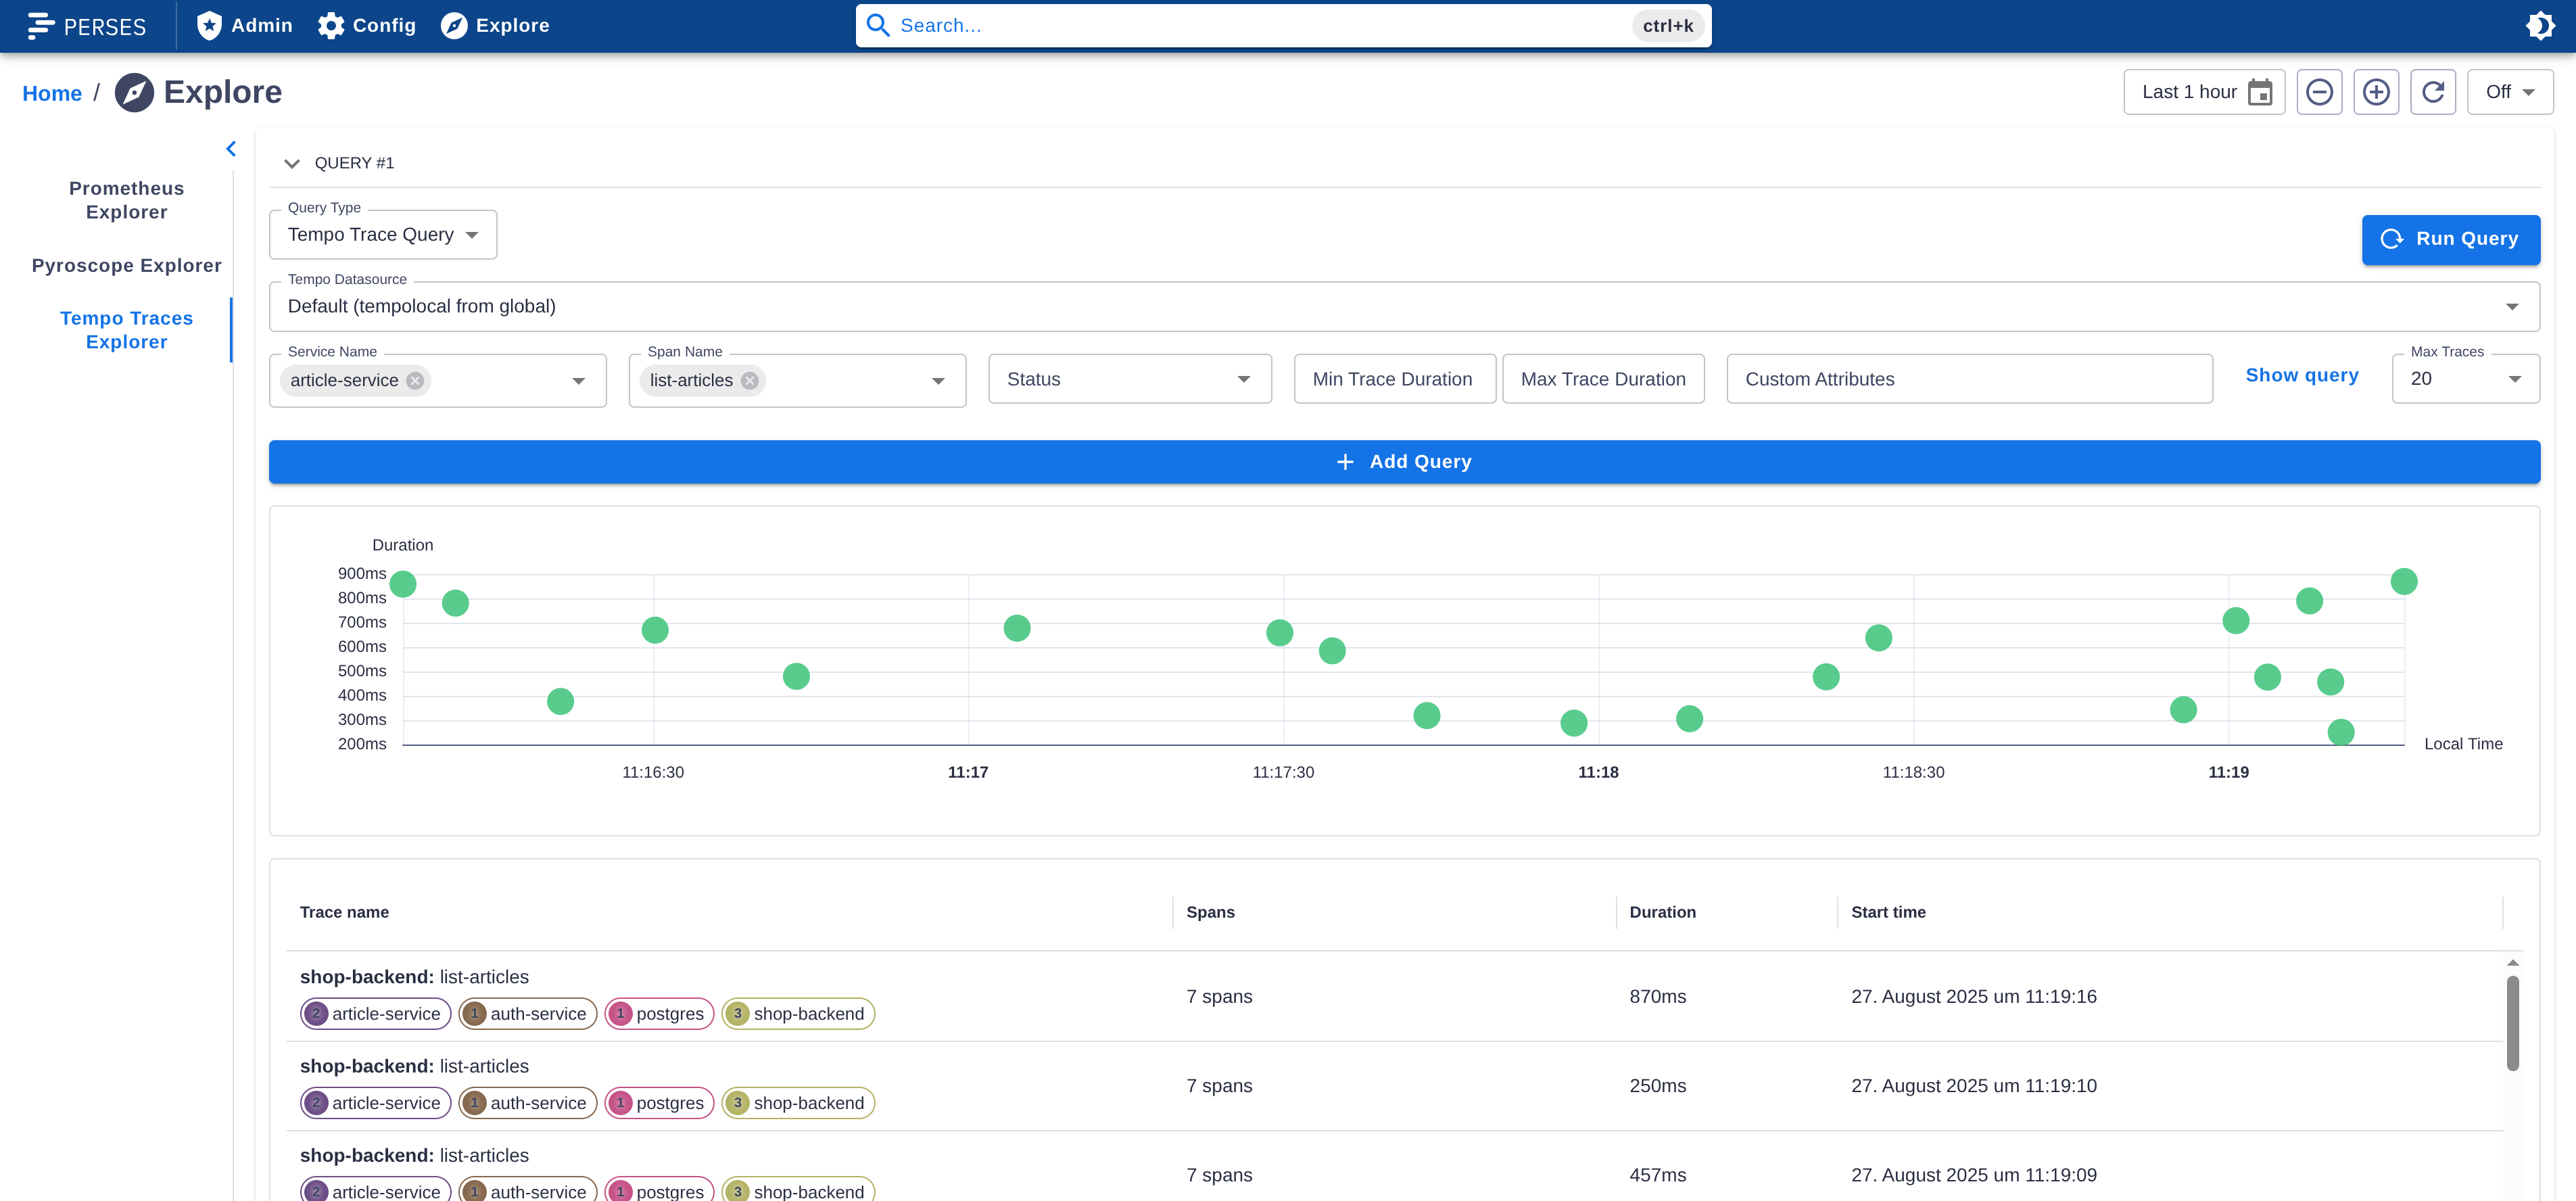 PERSES Admin Config Explore Search... ctrl+k
Home / Explore Last 1 hour Off
Prometheus
Explorer
Pyroscope Explorer
Tempo Traces
Explorer
QUERY #1
Query Type
Tempo Trace Query
Run Query
Tempo Datasource
Default (tempolocal from global)
Service Name
article-service
Span Name
list-articles
Status
Min Trace Duration
Max Trace Duration
Custom Attributes
Show query
Max Traces
20
Add Query
Duration
900ms
800ms
700ms
600ms
500ms
400ms
300ms
200ms
Local Time
11:16:30 11:17 11:17:30 11:18 11:18:30 11:19
Trace name Spans Duration Start time
shop-backend: list-articles
2 article-service 1 auth-service 1 postgres 3 shop-backend
7 spans 870ms 27. August 2025 um 11:19:16
shop-backend: list-articles
2 article-service 1 auth-service 1 postgres 3 shop-backend
7 spans 250ms 27. August 2025 um 11:19:10
shop-backend: list-articles
2 article-service 1 auth-service 1 postgres 3 shop-backend
7 spans 457ms 27. August 2025 um 11:19:09